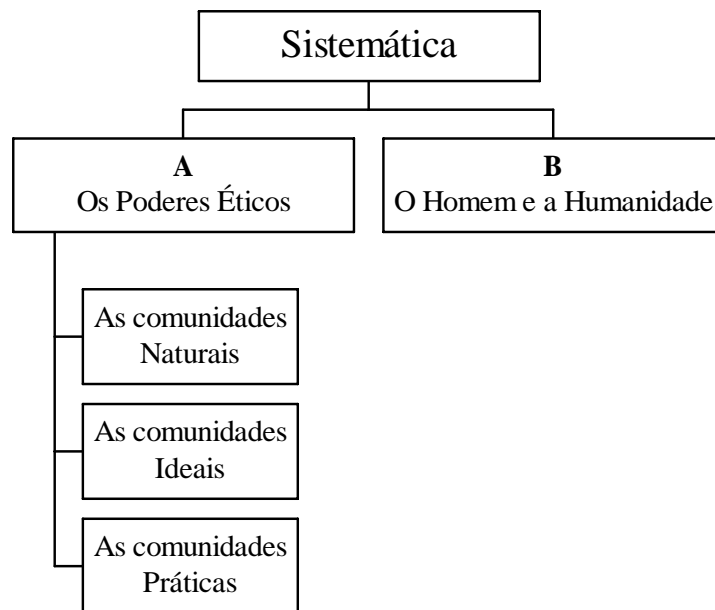 Sistemática
A
Os Poderes Éticos
B
O Homem e a Humanidade
As comunidades
Naturais
As comunidades
Ideais
As comunidades
Práticas